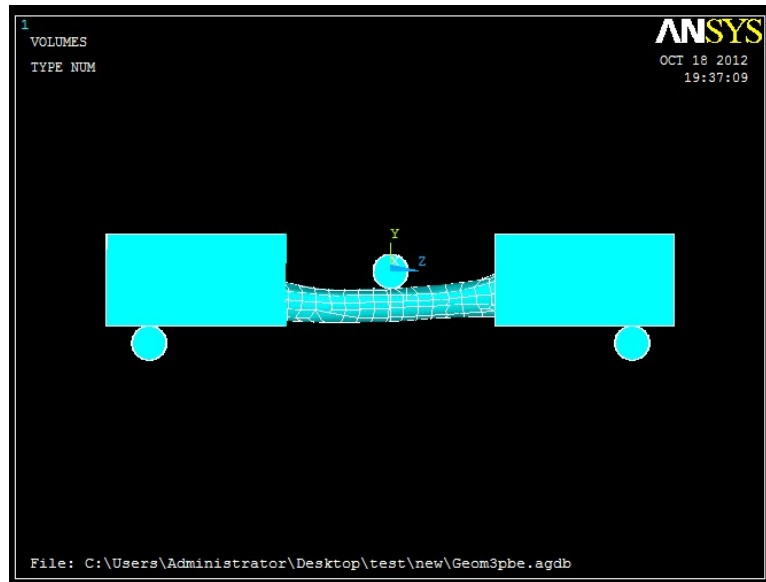 1
VOLUMES
TYPE NUM
ANSYS
OCT 18 2012
19:37:09
Y
X
Z
File: C:\Users\Administrator\Desktop\test\new\Geom3pbe.agdb